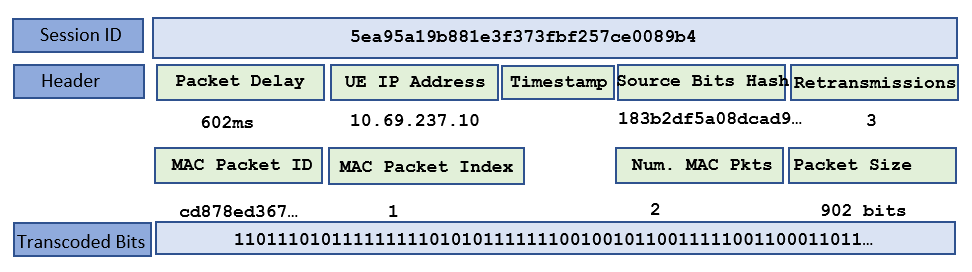 Session ID 5ea95a19b881e3f373fbf257ce0089b4
Header Packet Delay UE IP Address Timestamp Source Bits Hash Retransmissions
602ms 10.69.237.10 183b2df5a08dcad9… 3
MAC Packet ID MAC Packet Index Num. MAC Pkts Packet Size
cd878ed367… 1 2 902 bits
Transcoded Bits 1101110101111111111010101111111100100101100111110011000110​11…